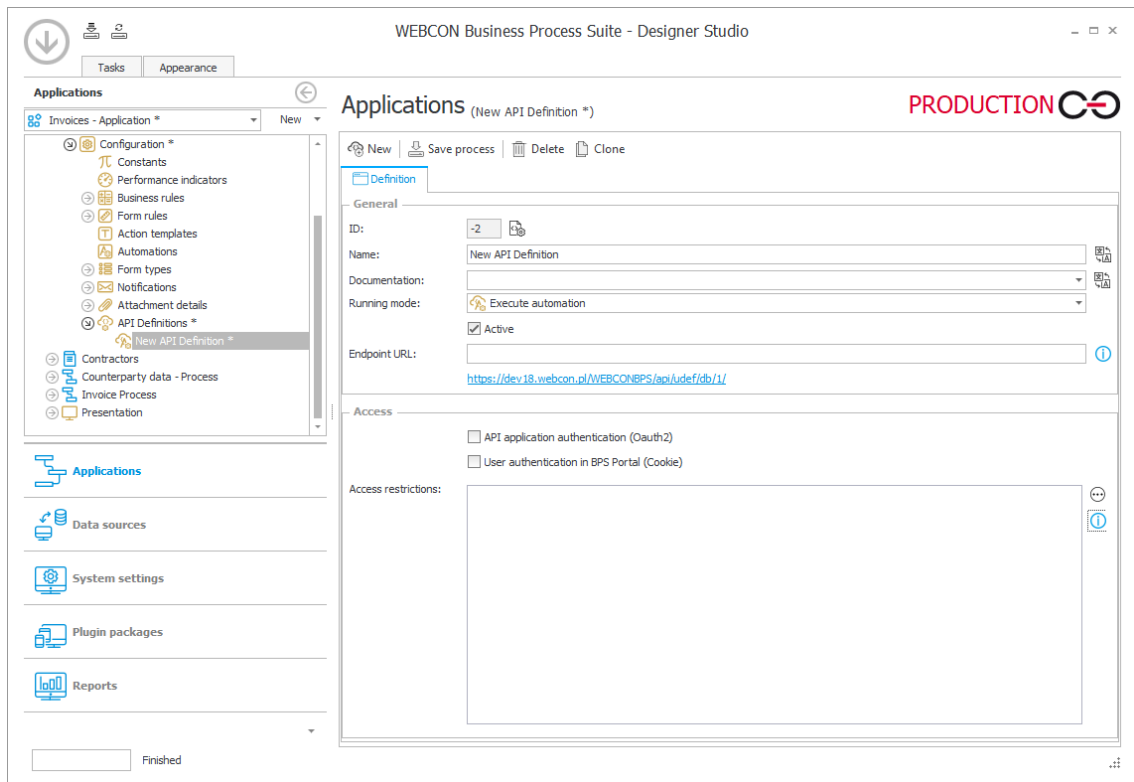 WEBCON Business Process Suite - Designer Studio
Tasks
Appearance
Applications
Invoices - Application *
New
Configuration *
Constants
Performance indicators
Business rules
Form rules
Action templates
Automations
Form types
Notifications
Attachment details
API Definitions *
New API Definition *
Contractors
Counterparty data - Process
Invoice Process
Presentation
Applications
Data sources
System settings
Plugin packages
Reports
Finished
Applications (New API Definition *)
PRODUCTION
New
Save process
Delete
Clone
Definition
General
ID:
-2
Name:
New API Definition
Documentation:
Running mode:
Execute automation
Active
Endpoint URL:
https://dev18.webcon.pl/WEBCONBPS/api/udef/db/1/
Access
API application authentication (Oauth2)
User authentication in BPS Portal (Cookie)
Access restrictions: